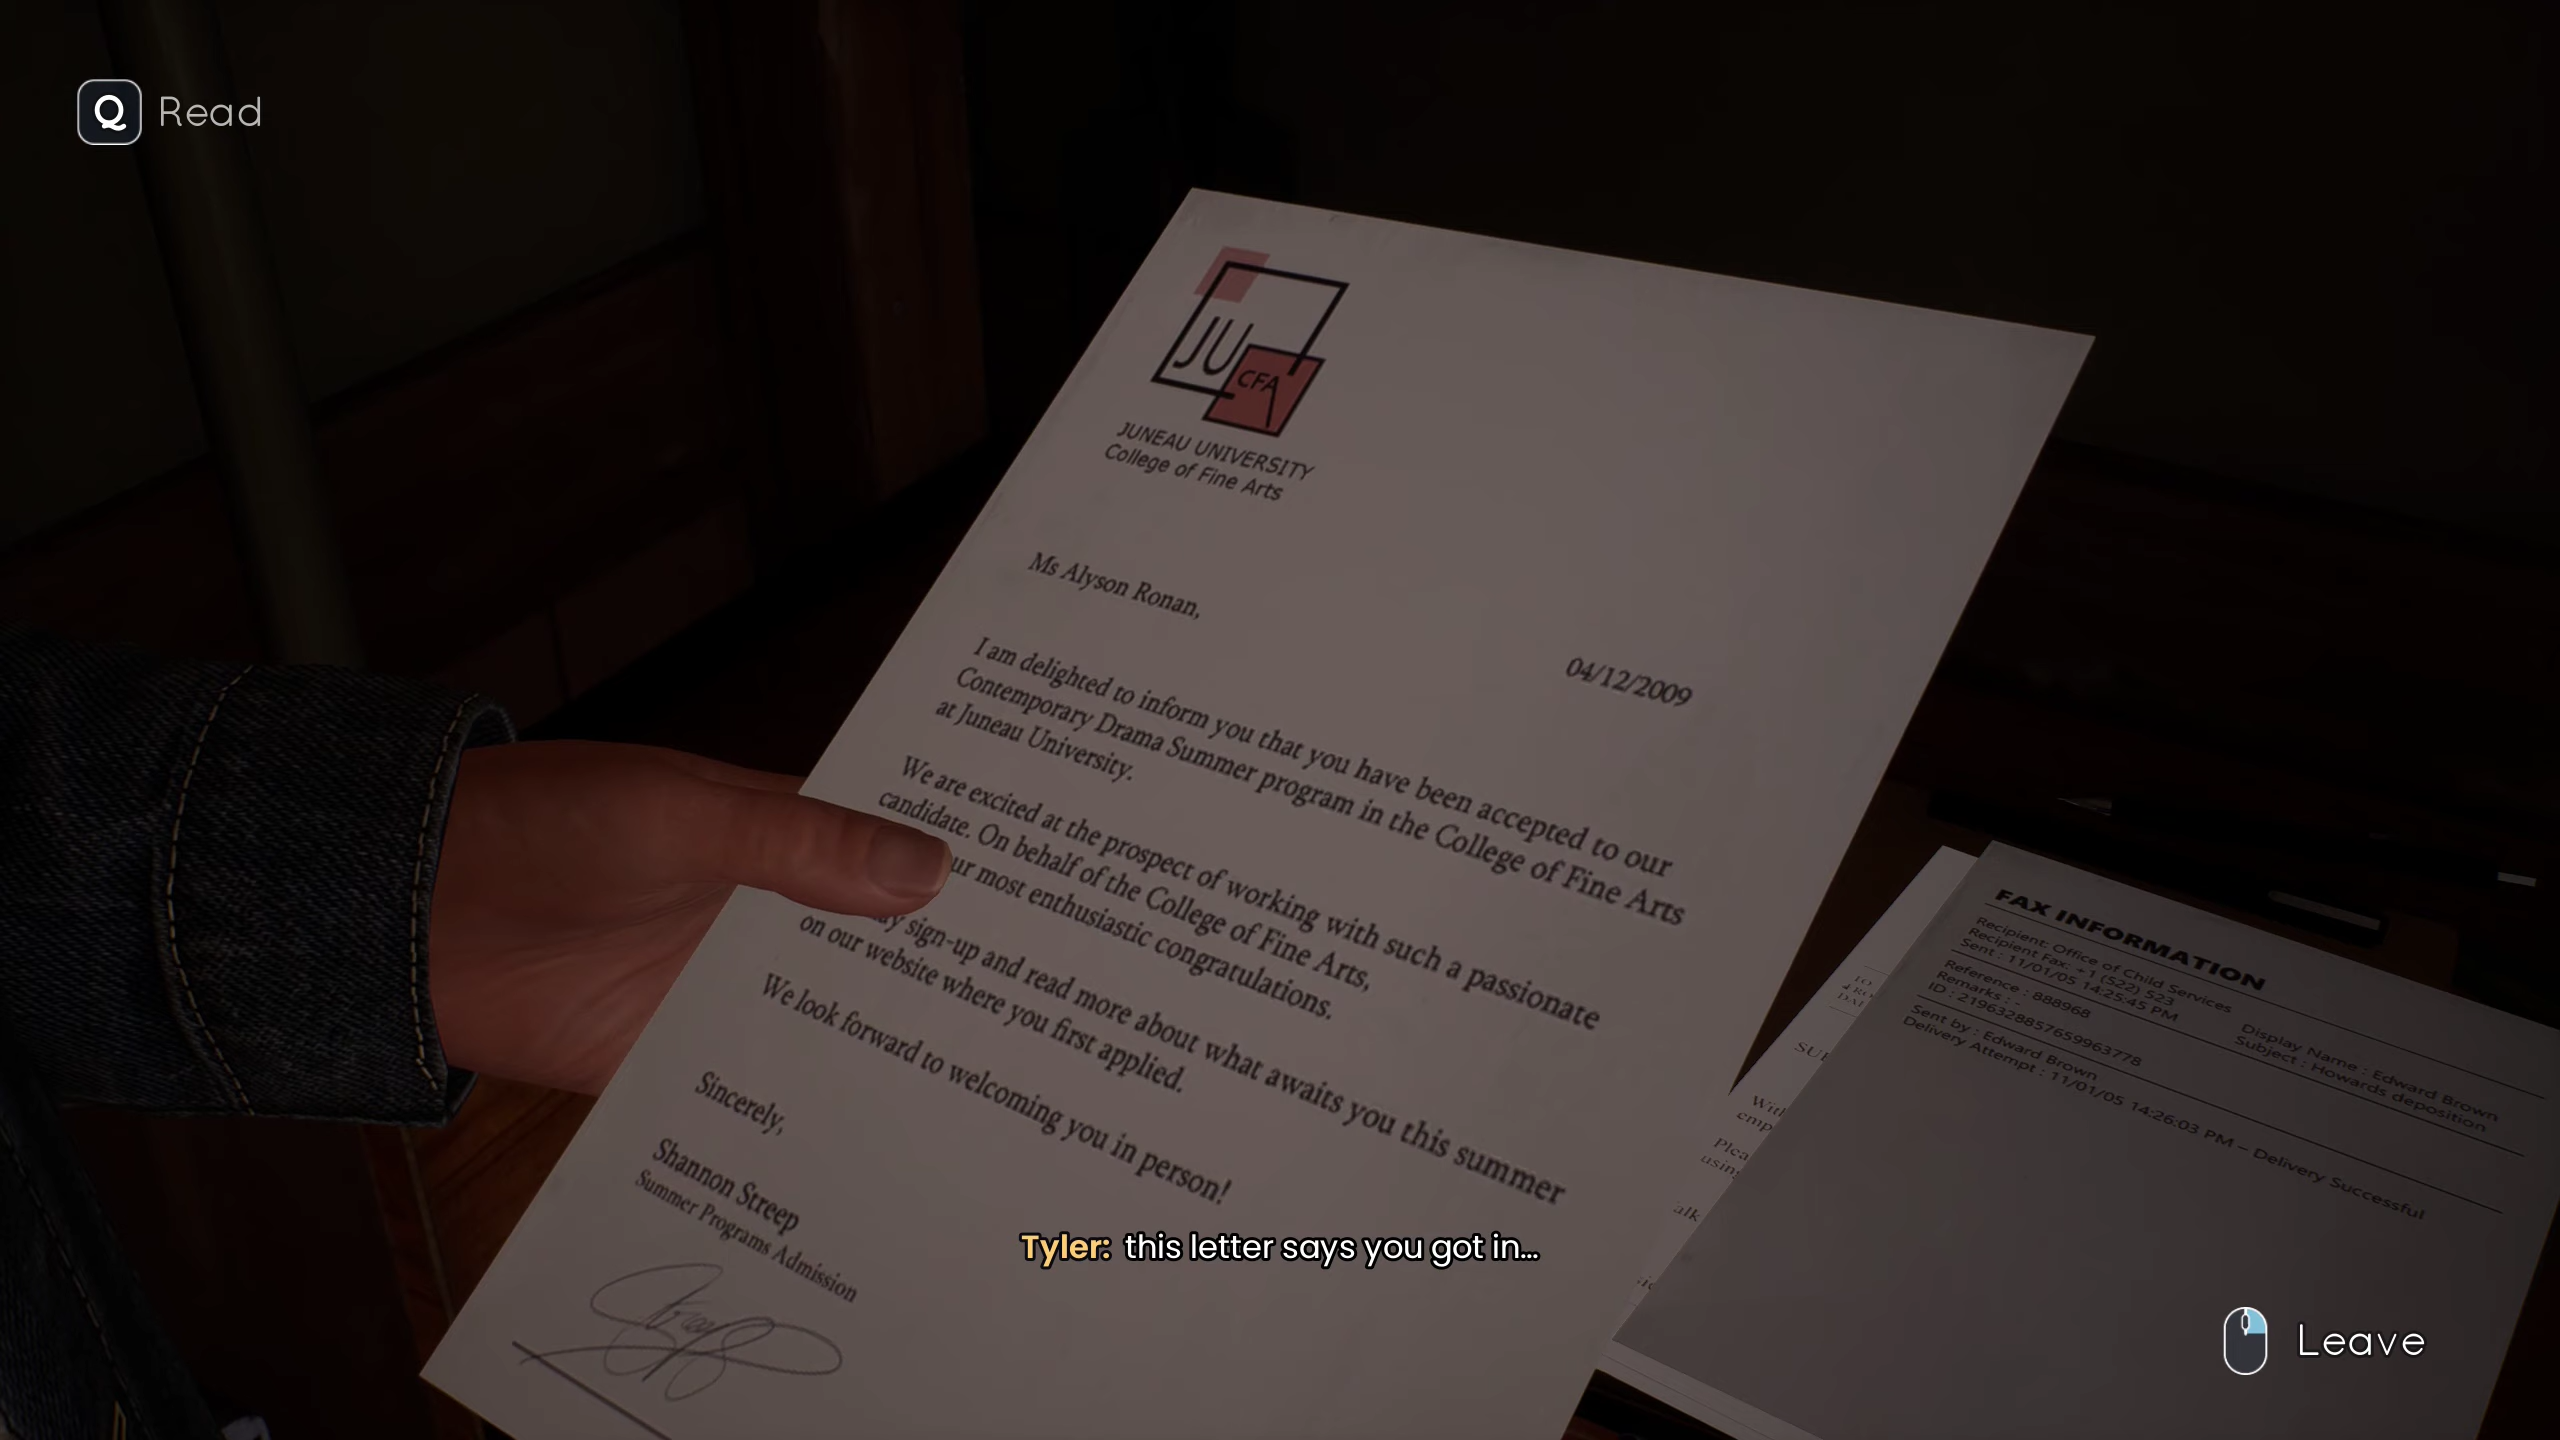 Q Read
JU
CFA
JUNEAU UNIVERSITY
College of Fine Arts
Ms Alyson Ronan,
04/12/2009
I am delighted to inform you that you have been accepted to our
Contemporary Drama Summer program in the College of Fine Arts
at Juneau University.
We are excited at the prospect of working with such a passionate
candidate. On behalf of the College of Fine Arts,
ur most enthusiastic congratulations.
ay sign-up and read more about what awaits you this summer
on our website where you first applied.
We look forward to welcoming you in person!
Sincerely,
Shannon Streep
Summer Programs Admission
FAX INFORMATION
Recipient: Office of Child Services
Recipient Fax: +1 (522) 523
Sent : 11/01/05 14:25:45 PM
Display Name : Edward Brown
Subject : Howards deposition
Reference : 888968
Remarks : -
ID : 2196328857659963778
Sent by : Edward Brown
Delivery Attempt : 11/01/05 14:26:03 PM – Delivery Successful
SU
With
emp
Plea
usin
alk
Tyler: this letter says you got in...
Leave